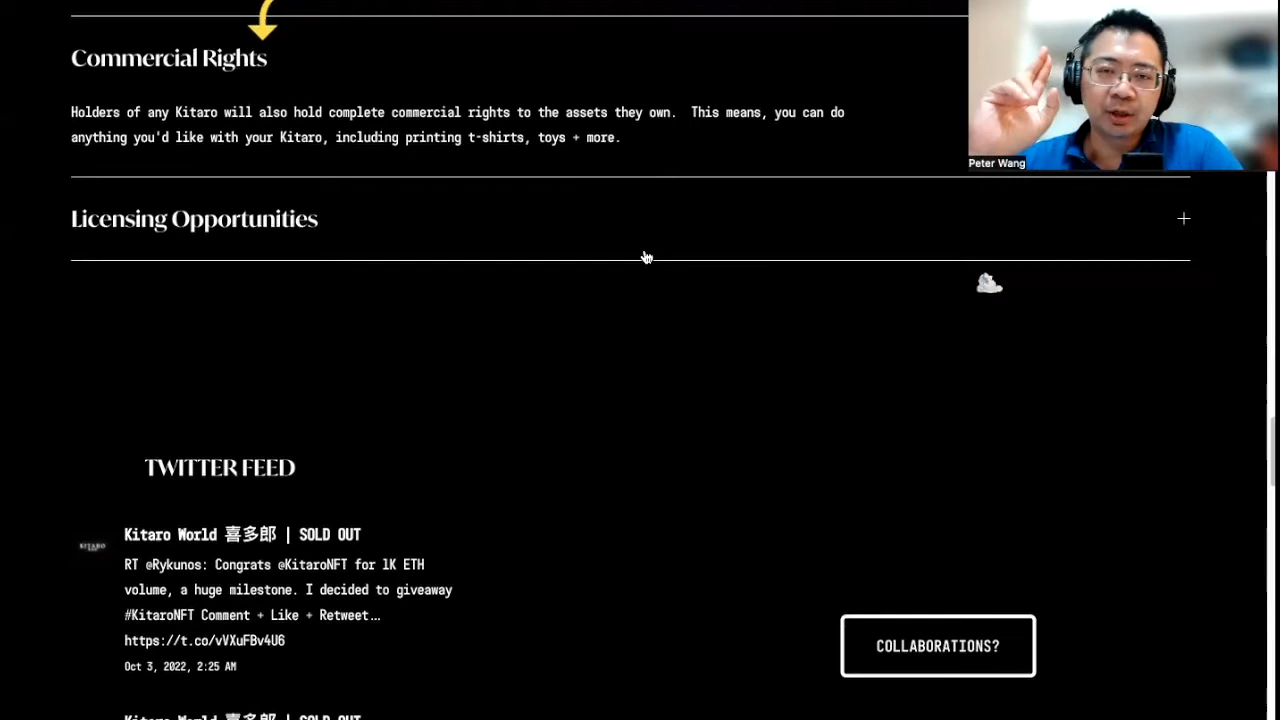 Commercial Rights
Holders of any Kitaro will also hold complete commercial rights to the assets they own. This means, you can do
anything you'd like with your Kitaro, including printing t-shirts, toys + more.
Peter Wang
Licensing Opportunities
TWITTER FEED
Kitaro World 喜多郎 | SOLD OUT
KITARO
RT @Rykunos: Congrats @KitaroNFT for 1K ETH
volume, a huge milestone. I decided to giveaway
#KitaroNFT Comment + Like + Retweet…
https://t.co/vVXuFBv4U6
Oct 3, 2022, 2:25 AM
COLLABORATIONS?
Kitaro World 喜多郎 | SOLD OUT